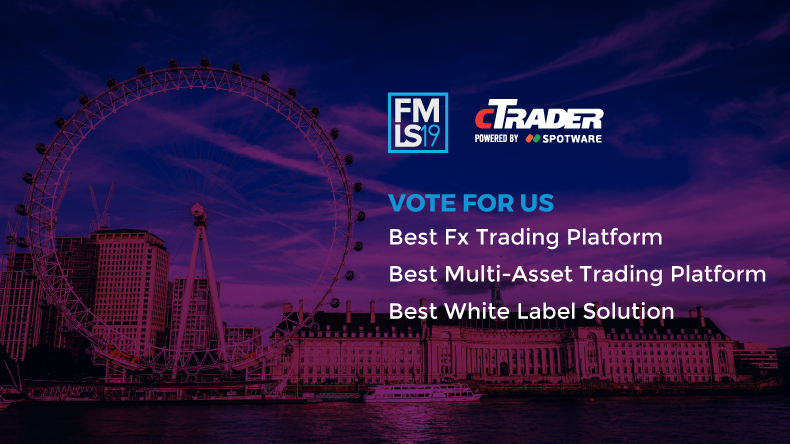 FM
LS19
cTRADER
POWERED BY SPOTWARE
VOTE FOR US
Best Fx Trading Platform
Best Multi-Asset Trading Platform
Best White Label Solution